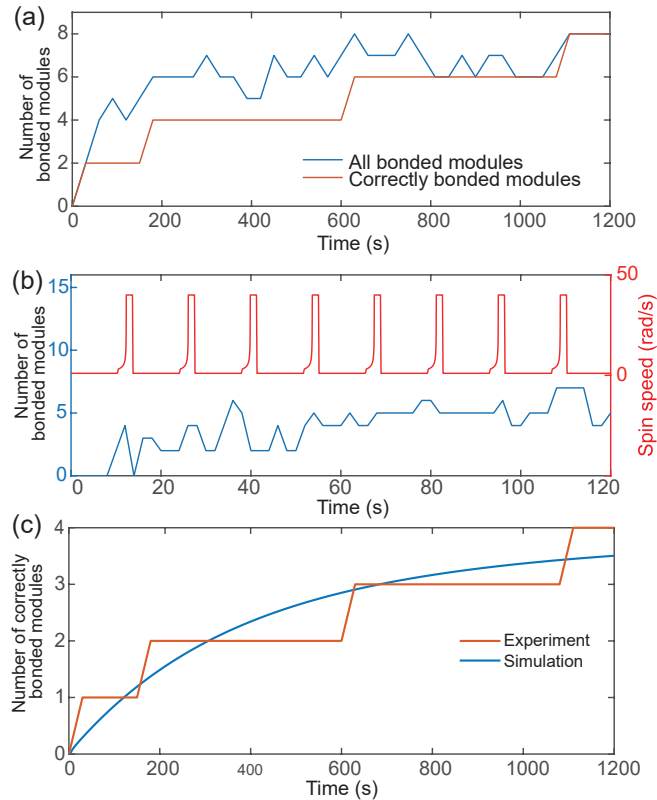 (a)
Number of
bonded modules
8
6
4
2
0
All bonded modules
Correctly bonded modules
0 200 400 600 800 1000 1200
Time (s)
(b)
Number of
bonded modules
15
10
5
0
50
0
Spin speed (rad/s)
0 20 40 60 80 100 120
Time (s)
(c)
Number of correctly
bonded modules
4
3
2
1
0
Experiment
Simulation
0 200 400 600 800 1000 1200
Time (s)